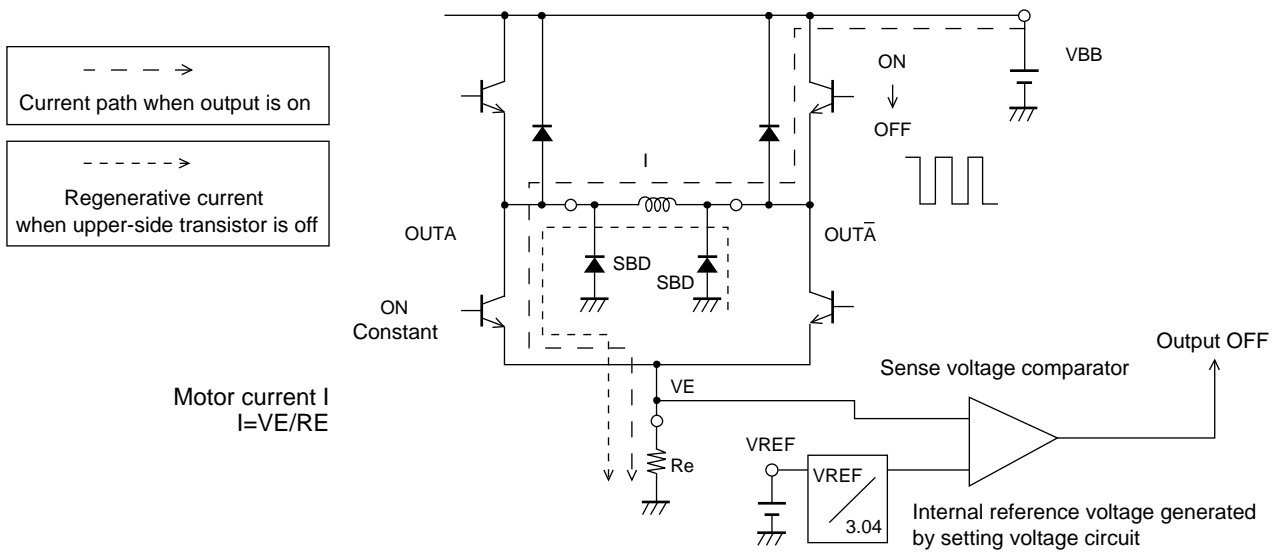 Current path when output is on
Regenerative current
when upper-side transistor is off
VBB
ON
OFF
I
OUTA
OUTA̅
SBD
SBD
ON
Constant
Motor current I
I=VE/RE
VE
Re
Sense voltage comparator
Output OFF
VREF
VREF
3.04
Internal reference voltage generated
by setting voltage circuit